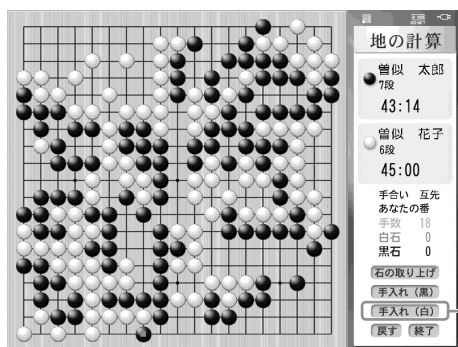 地の計算
曽似 太郎
7段
43:14
曽似 花子
6段
45:00
手合い 互先
あなたの番
手数 18
白石 0
黒石 0
石の取り上げ
手入れ（黒）
手入れ（白）
戻す 終了